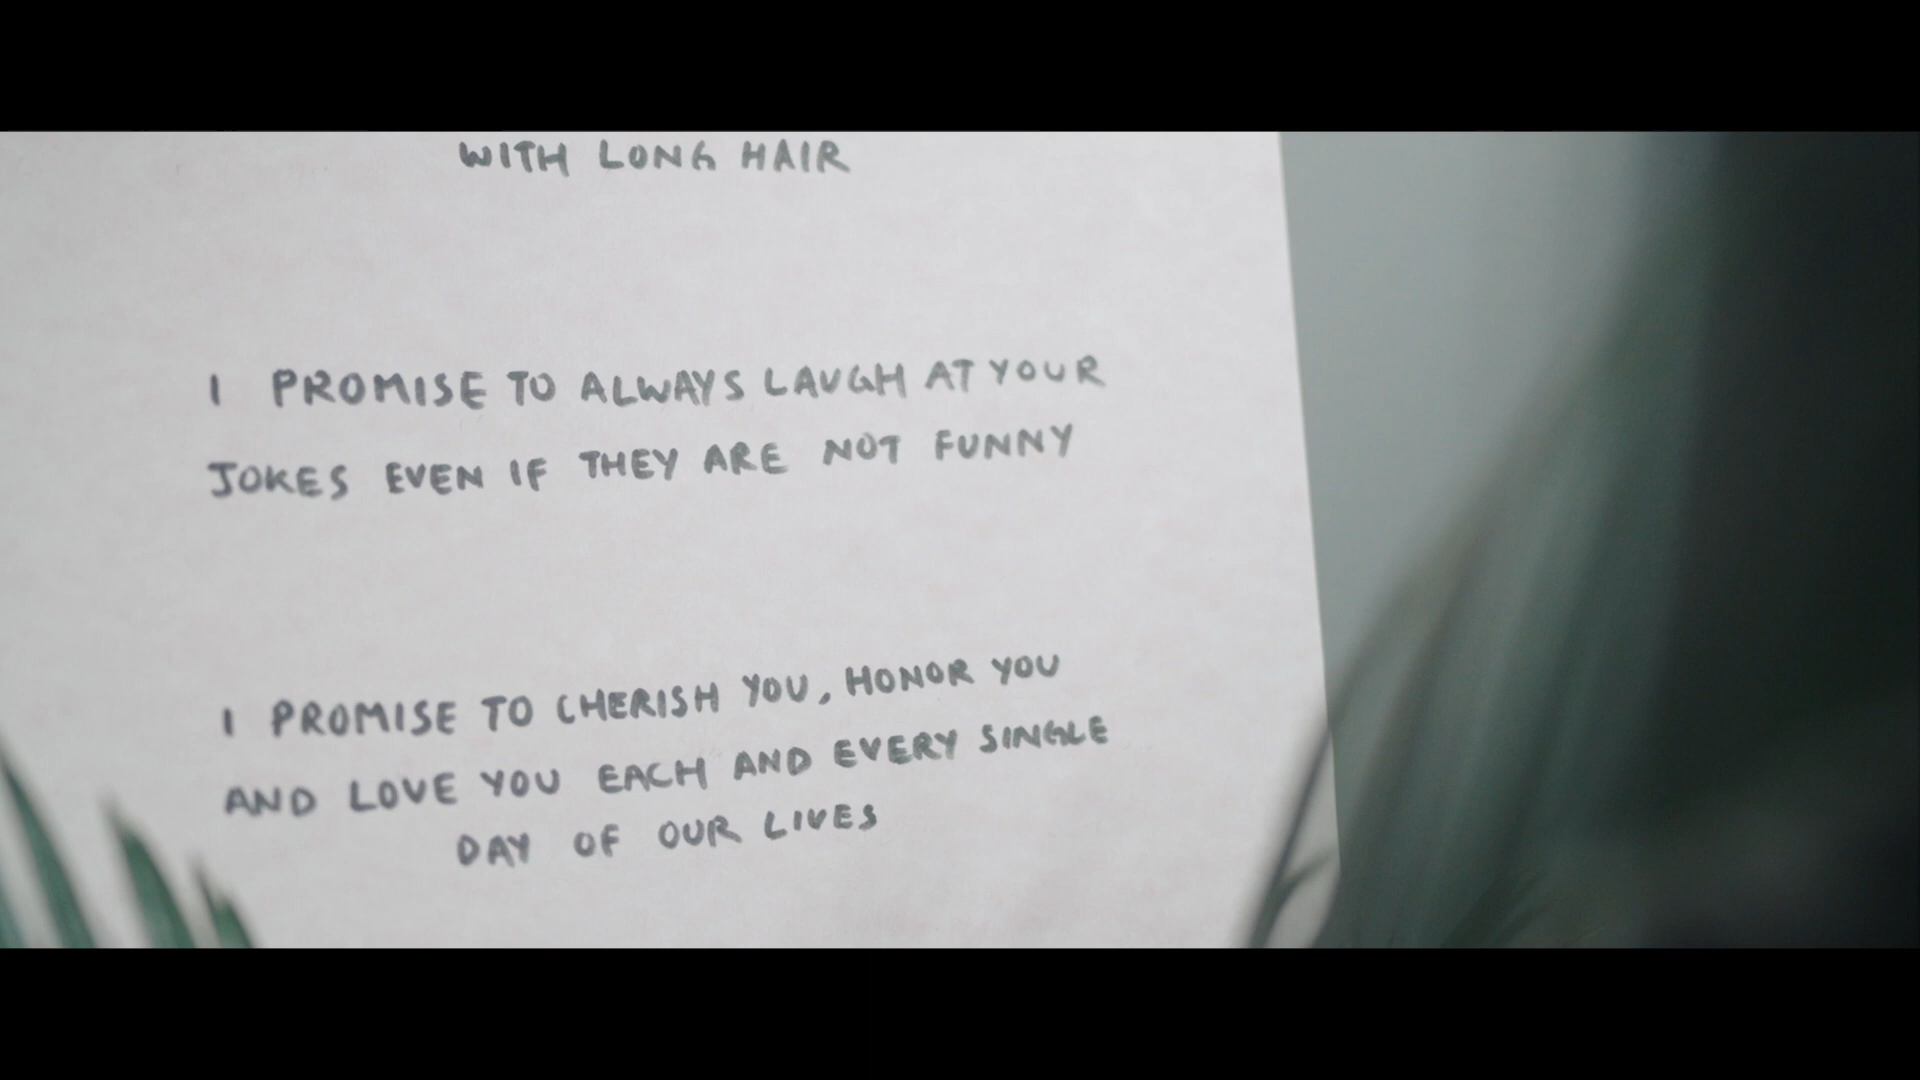 WITH LONG HAIR
I PROMISE TO ALWAYS LAUGH AT YOUR
JOKES EVEN IF THEY ARE NOT FUNNY
I PROMISE TO CHERISH YOU, HONOR YOU
AND LOVE YOU EACH AND EVERY SINGLE
DAY OF OUR LIVES